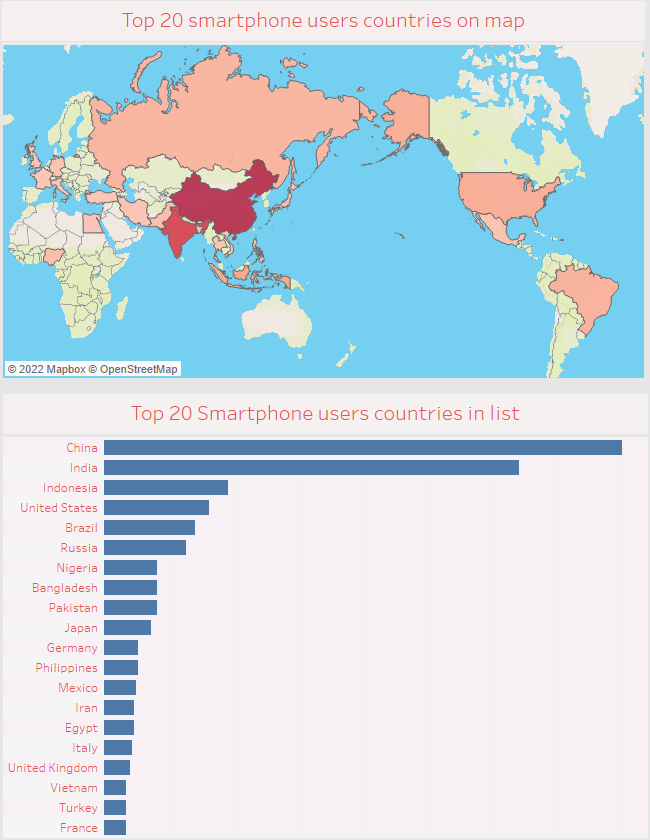 Top 20 smartphone users countries on map
© 2022 Mapbox © OpenStreetMap
Top 20 Smartphone users countries in list
China
India
Indonesia
United States
Brazil
Russia
Nigeria
Bangladesh
Pakistan
Japan
Germany
Philippines
Mexico
Iran
Egypt
Italy
United Kingdom
Vietnam
Turkey
France